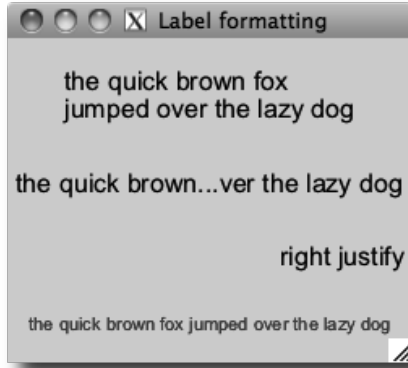 Label formatting
the quick brown fox
jumped over the lazy dog
the quick brown...ver the lazy dog
right justify
the quick brown fox jumped over the lazy dog